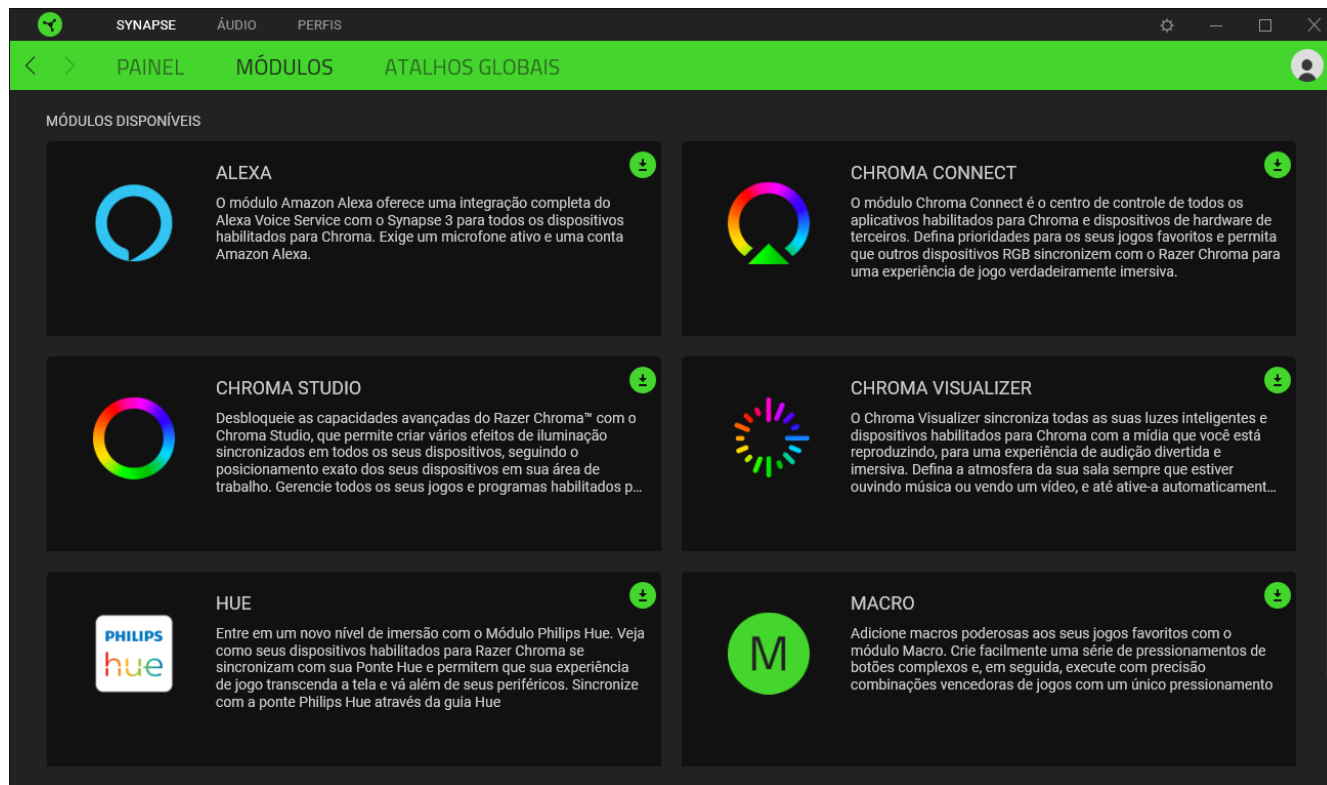 SYNAPSE ÁUDIO PERFIS
PAINEL MÓDULOS ATALHOS GLOBAIS
MÓDULOS DISPONÍVEIS
ALEXA
O módulo Amazon Alexa oferece uma integração completa do
Alexa Voice Service com o Synapse 3 para todos os dispositivos
habilitados para Chroma. Exige um microfone ativo e uma conta
Amazon Alexa.
CHROMA CONNECT
O módulo Chroma Connect é o centro de controle de todos os
aplicativos habilitados para Chroma e dispositivos de hardware de
terceiros. Defina prioridades para os seus jogos favoritos e permita
que outros dispositivos RGB sincronizem com o Razer Chroma para
uma experiência de jogo verdadeiramente imersiva.
CHROMA STUDIO
Desbloqueie as capacidades avançadas do Razer Chroma™ com o
Chroma Studio, que permite criar vários efeitos de iluminação
sincronizados em todos os seus dispositivos, seguindo o
posicionamento exato dos seus dispositivos em sua área de
trabalho. Gerencie todos os seus jogos e programas habilitados p...
CHROMA VISUALIZER
O Chroma Visualizer sincroniza todas as suas luzes inteligentes e
dispositivos habilitados para Chroma com a mídia que você está
reproduzindo, para uma experiência de audição divertida e
imersiva. Defina a atmosfera da sua sala sempre que estiver
ouvindo música ou vendo um vídeo, e até ative-a automaticament...
PHILIPS
hue
HUE
Entre em um novo nível de imersão com o Módulo Philips Hue. Veja
como seus dispositivos habilitados para Razer Chroma se
sincronizam com sua Ponte Hue e permitem que sua experiência
de jogo transcenda a tela e vá além de seus periféricos. Sincronize
com a ponte Philips Hue através da guia Hue
M
MACRO
Adicione macros poderosas aos seus jogos favoritos com o
módulo Macro. Crie facilmente uma série de pressionamentos de
botões complexos e, em seguida, execute com precisão
combinações vencedoras de jogos com um único pressionamento